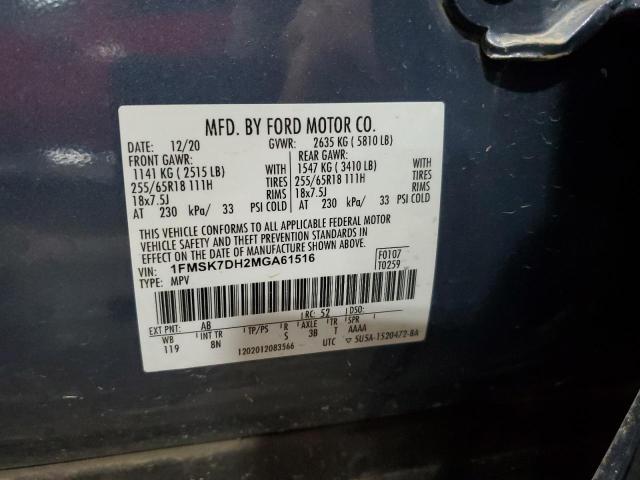 MFD. BY FORD MOTOR CO.
DATE: 12/20 GVWR: 2635 KG ( 5810 LB)
FRONT GAWR: REAR GAWR:
1141 KG ( 2515 LB) WITH 1547 KG ( 3410 LB) WITH
255/65R18 111H TIRES 255/65R18 111H TIRES
18x7.5J RIMS 18x7.5J RIMS
AT 230 kPa/ 33 PSI COLD AT 230 kPa/ 33 PSI COLD
THIS VEHICLE CONFORMS TO ALL APPLICABLE FEDERAL MOTOR
VEHICLE SAFETY AND THEFT PREVENTION STANDARDS IN
EFFECT ON THE DATE OF MANUFACTURE SHOWN ABOVE.
VIN: 1FMSK7DH2MGA61516 F0107
TYPE: MPV T0259
EXT PNT: AB RC: 52 DSO:
WB INT TR TP/PS R AXLE TR SPR
119 8N S 3B T AAAA
1202012083566 UTC ▽ 5U5A-1520472-BA